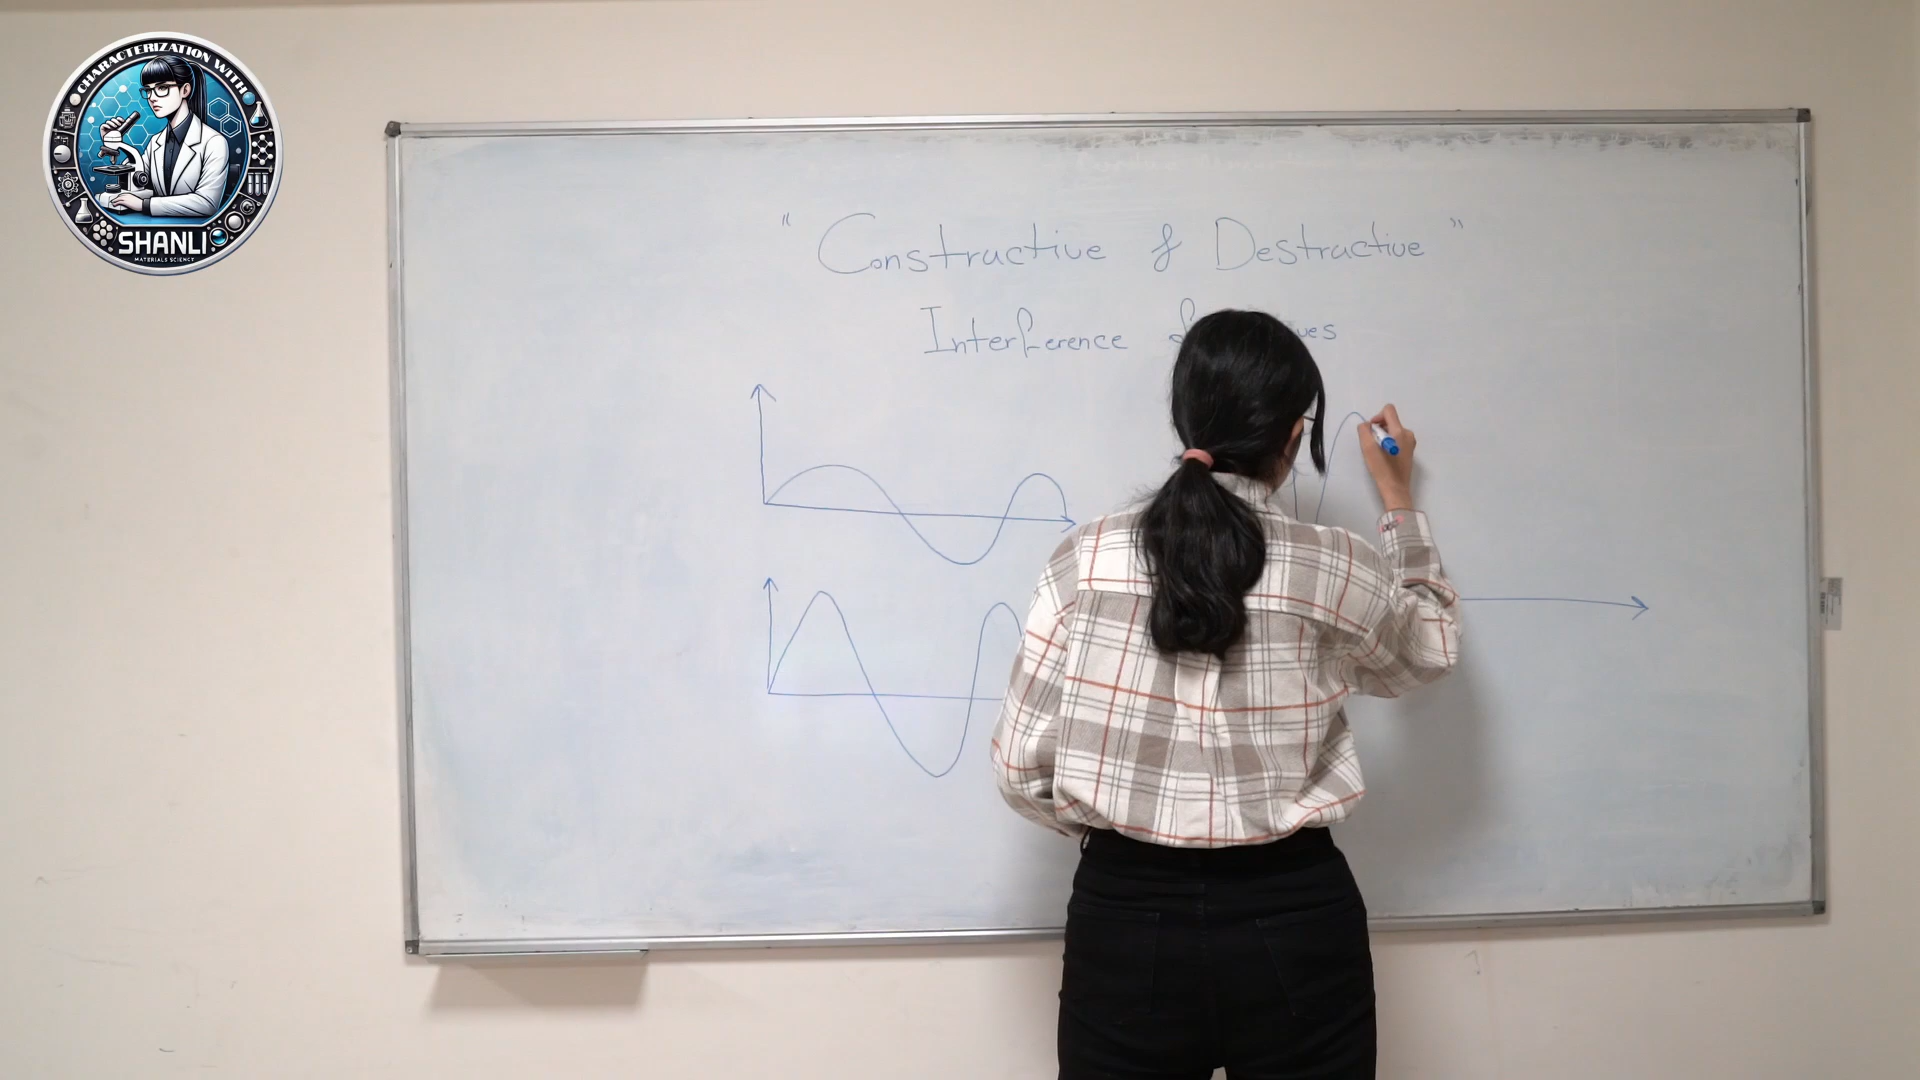 CHARACTERIZATION WITH
SHANLI
MATERIALS SCIENCE
"Constructive & Destructive"
Interference